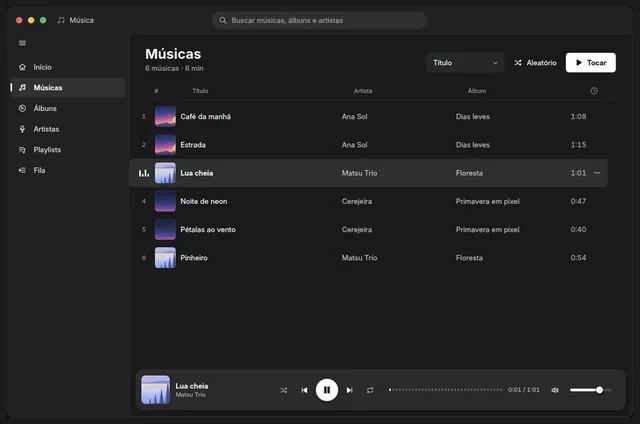 Música
Buscar músicas, álbuns e artistas
Início
Músicas
Álbuns
Artistas
Playlists
Fila
Músicas
6 músicas · 6 min
Título
Aleatório
Tocar
# Título Artista Álbum
1 Café da manhã Ana Sol Dias leves 1:08
2 Estrada Ana Sol Dias leves 1:15
Lua cheia Matsu Trio Floresta 1:01
4 Noite de neon Cerejeira Primavera em pixel 0:47
5 Pétalas ao vento Cerejeira Primavera em pixel 0:40
6 Pinheiro Matsu Trio Floresta 0:54
Lua cheia
Matsu Trio
0:01 / 1:01